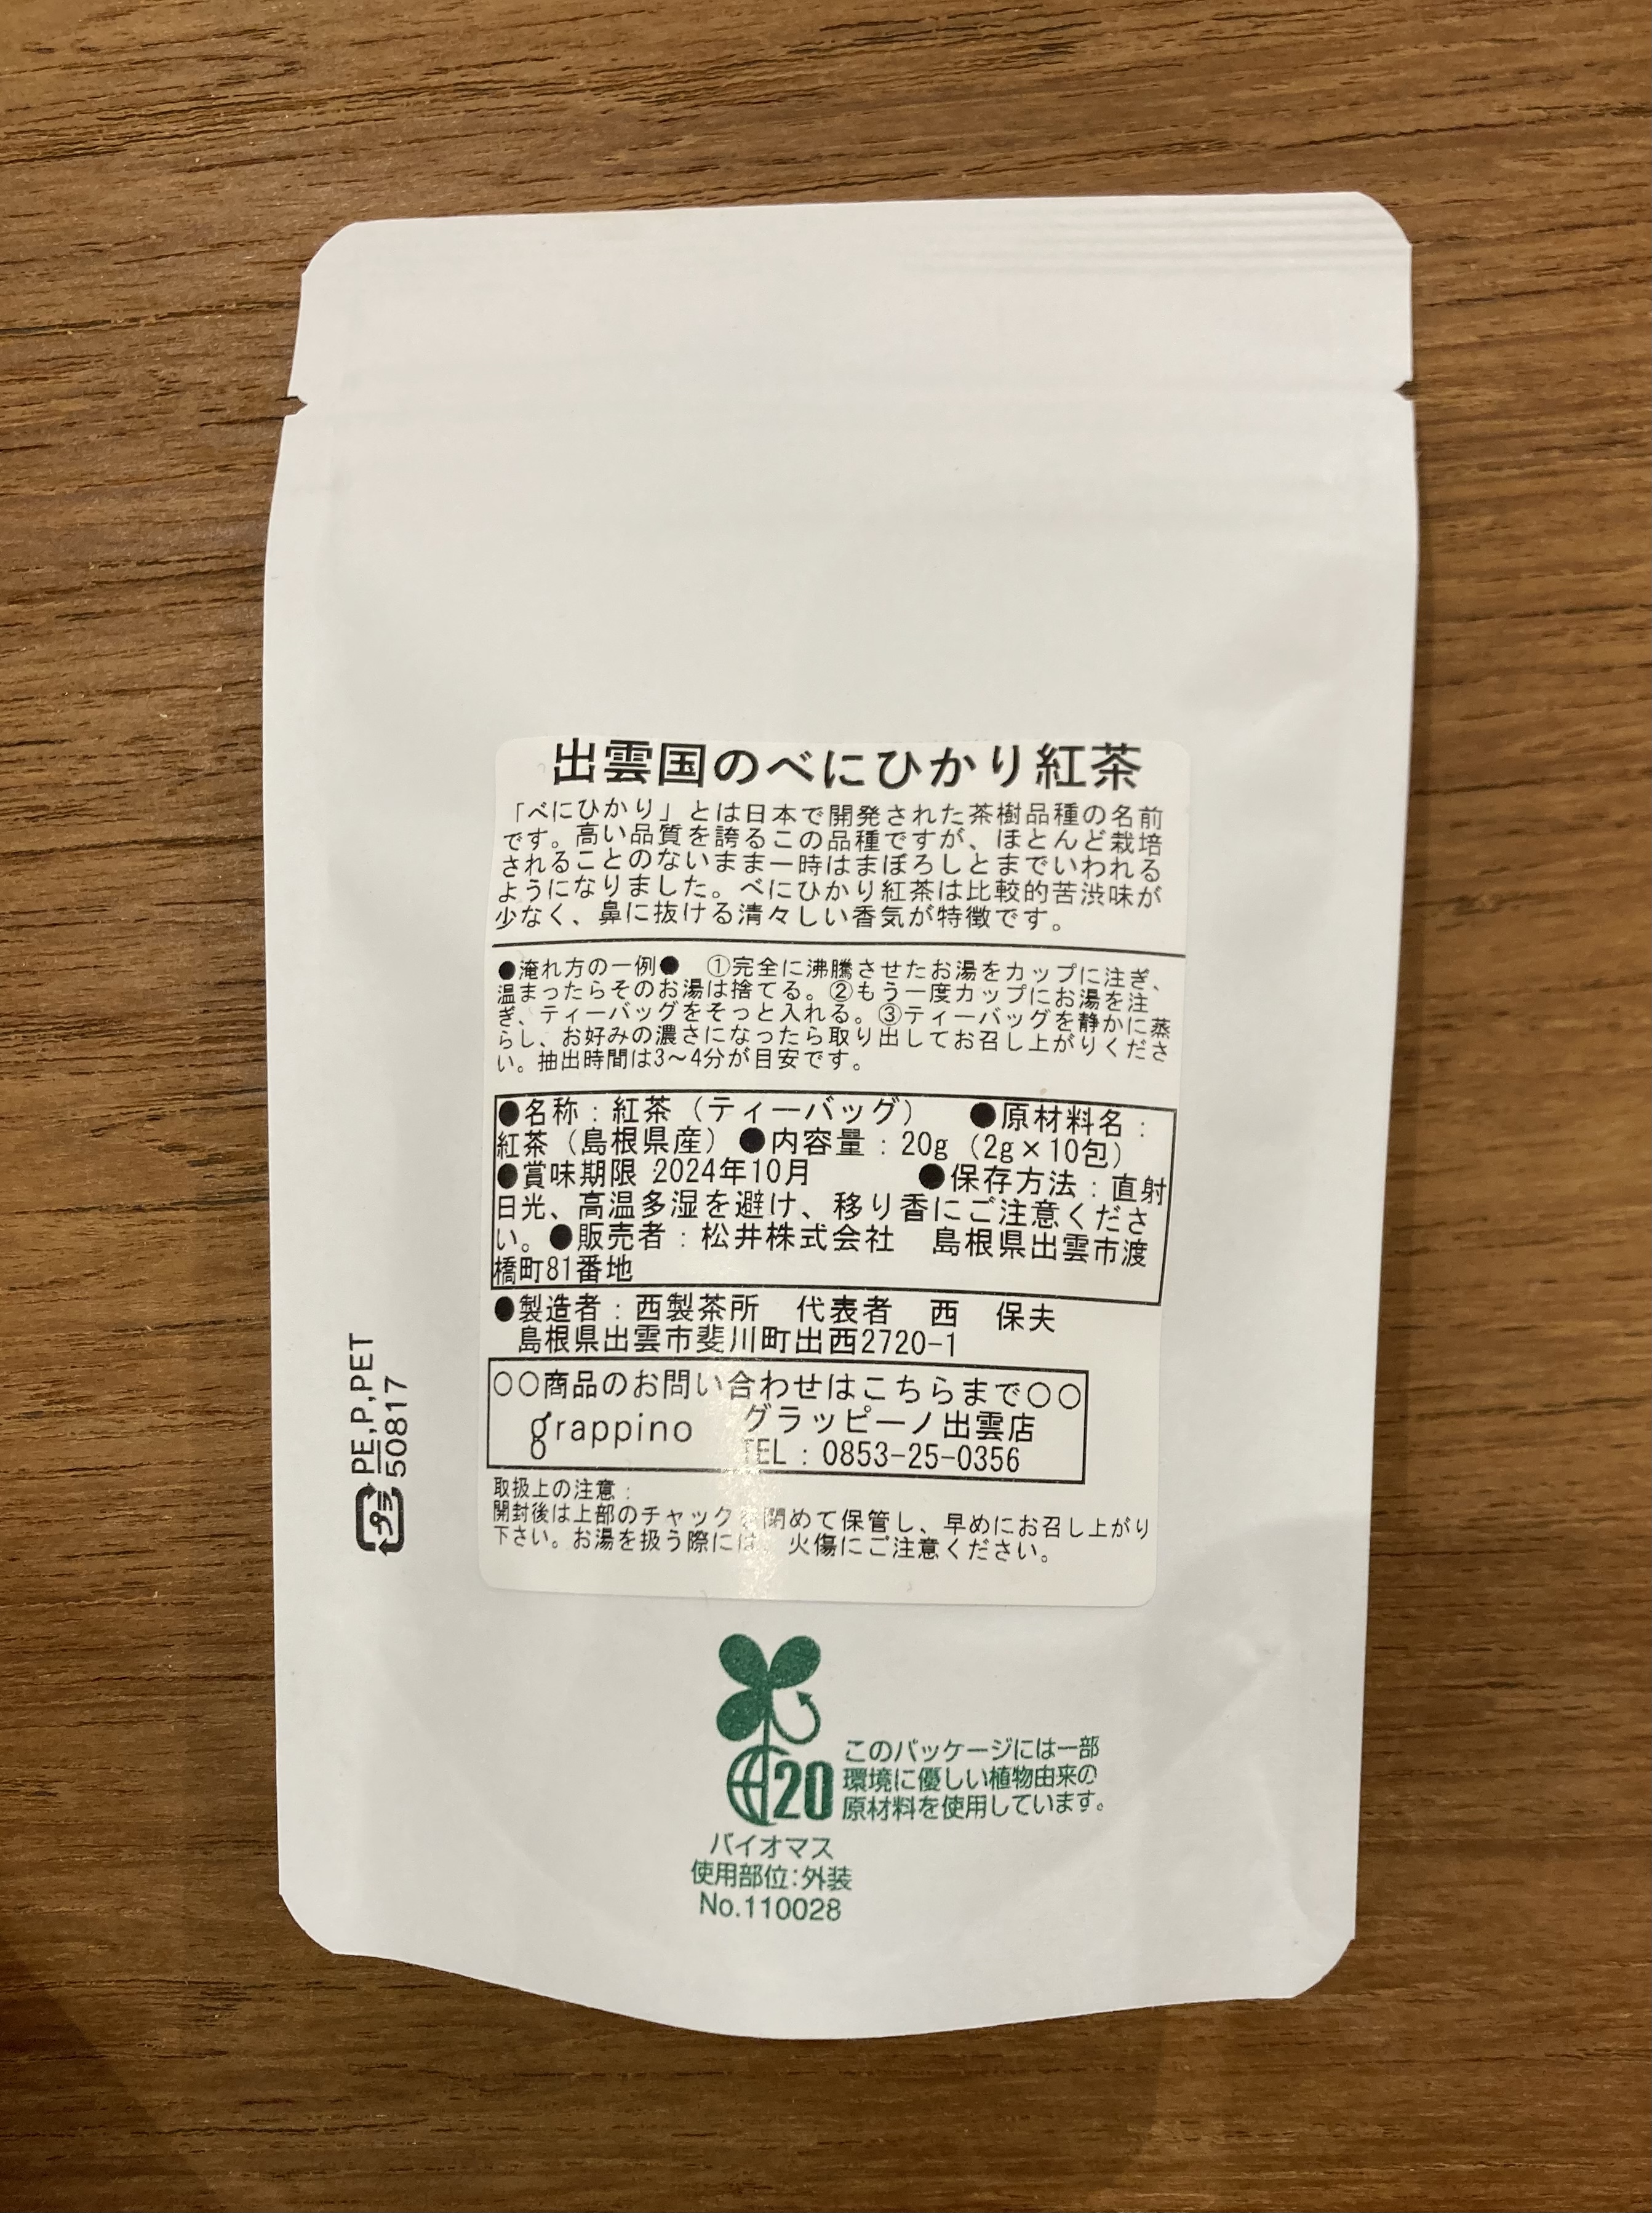 出雲国のべにひかり紅茶
「べにひかり」とは日本で開発された茶樹品種の名前
です。高い品質を誇るこの品種ですが、ほとんど栽培
されることのないまま一時はまぼろしとまでいわれる
ようになりました。べにひかり紅茶は比較的苦渋味が
少なく、鼻に抜ける清々しい香気が特徴です。
●淹れ方の一例● ①完全に沸騰させたお湯をカップに注ぎ、
温まったらそのお湯は捨てる。②もう一度カップにお湯を注
ぎ、ティーバッグをそっと入れる。③ティーバッグを静かに蒸
らし、お好みの濃さになったら取り出してお召し上がりくださ
い。抽出時間は3～4分が目安です。
●名称：紅茶（ティーバッグ） ●原材料名：
紅茶（島根県産）●内容量：20g（2g×10包）
●賞味期限 2024年10月 ●保存方法：直射
日光、高温多湿を避け、移り香にご注意くださ
い。●販売者：松井株式会社 島根県出雲市渡
橋町81番地
●製造者：西製茶所 代表者 西 保夫
島根県出雲市斐川町出西2720-1
○○商品のお問い合わせはこちらまで○○
grappino グラッピーノ出雲店
TEL：0853-25-0356
取扱上の注意：
開封後は上部のチャックを閉めて保管し、早めにお召し上がり
下さい。お湯を扱う際には、火傷にご注意ください。
プラ PE,P,PET
50817
20
このパッケージには一部
環境に優しい植物由来の
原材料を使用しています。
バイオマス
使用部位:外装
No.110028